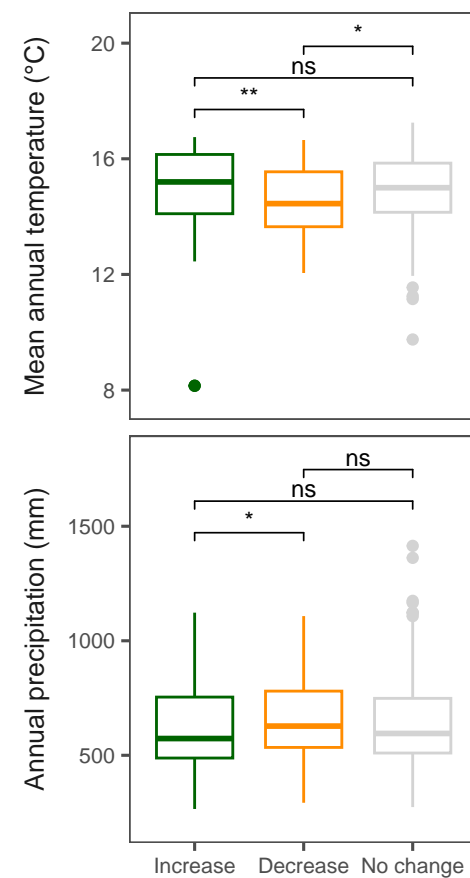 Mean annual temperature (°C)
20
16
12
8
*
ns
**
Annual precipitation (mm)
1500
1000
500
ns
ns
*
Increase Decrease No change